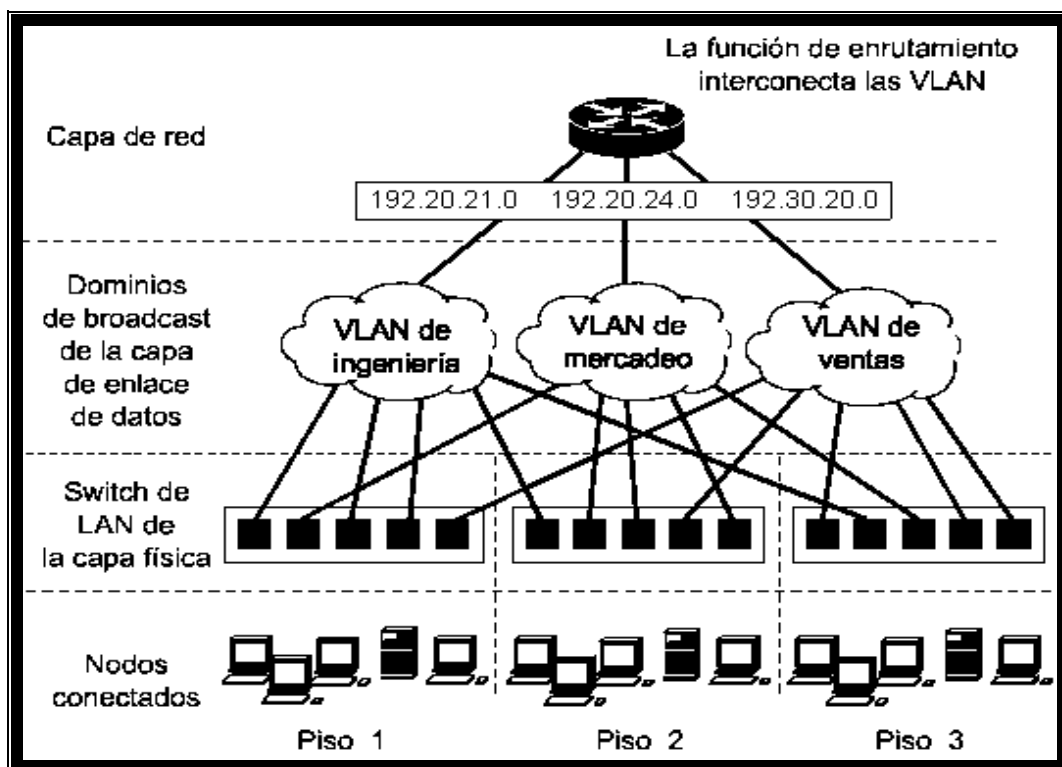 La función de enrutamiento
interconecta las VLAN
Capa de red
192.20.21.0 192.20.24.0 192.30.20.0
Dominios
de broadcast
de la capa
de enlace
de datos
VLAN de
ingeniería
VLAN de
mercadeo
VLAN de
ventas
Switch de
LAN de
la capa física
Nodos
conectados
Piso 1
Piso 2
Piso 3